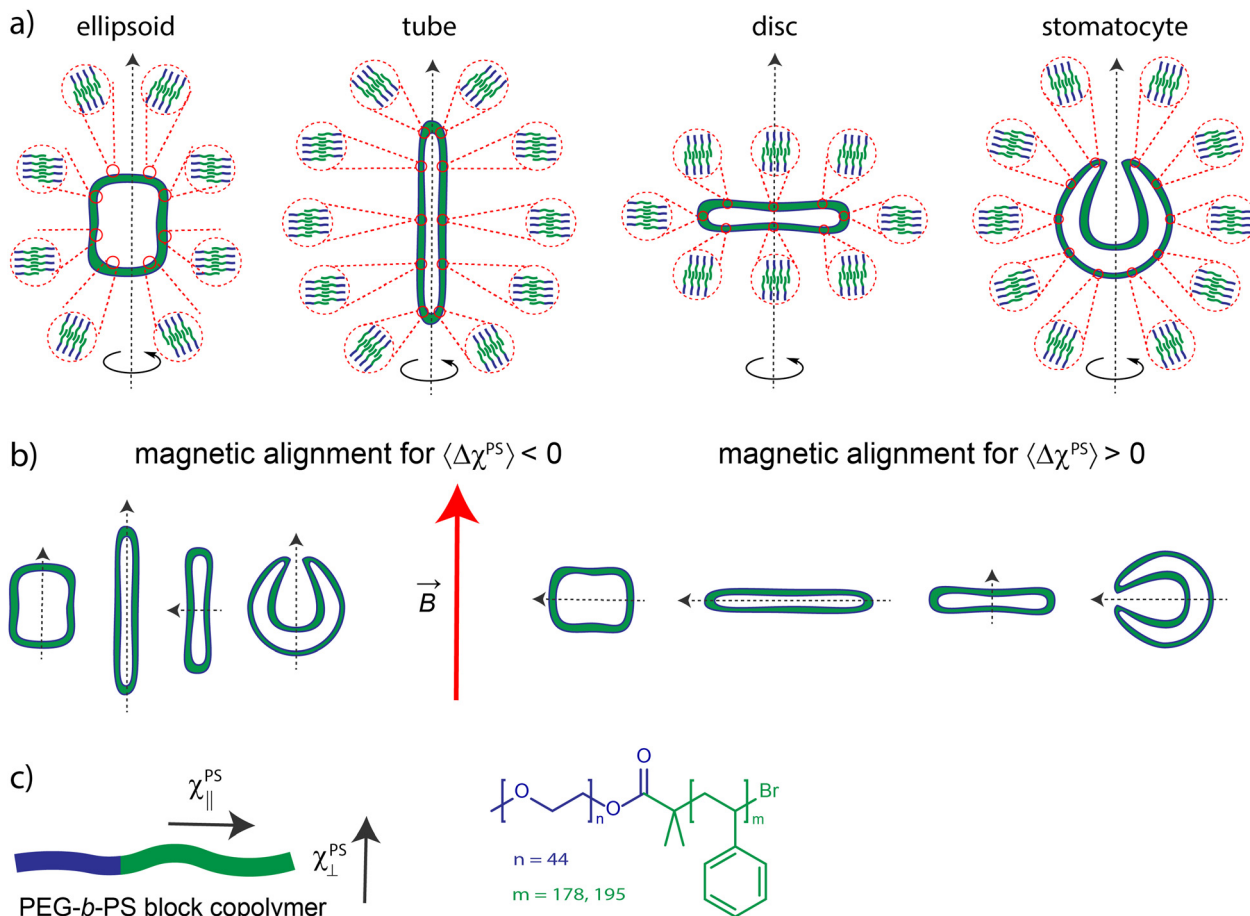 a)
ellipsoid
tube
disc
stomatocyte
b)
magnetic alignment for ⟨Δχ^PS⟩ < 0
magnetic alignment for ⟨Δχ^PS⟩ > 0
B
c)
χ∥^PS
χ⊥^PS
PEG-b-PS block copolymer
O
O
n
O
m
Br
n = 44
m = 178, 195